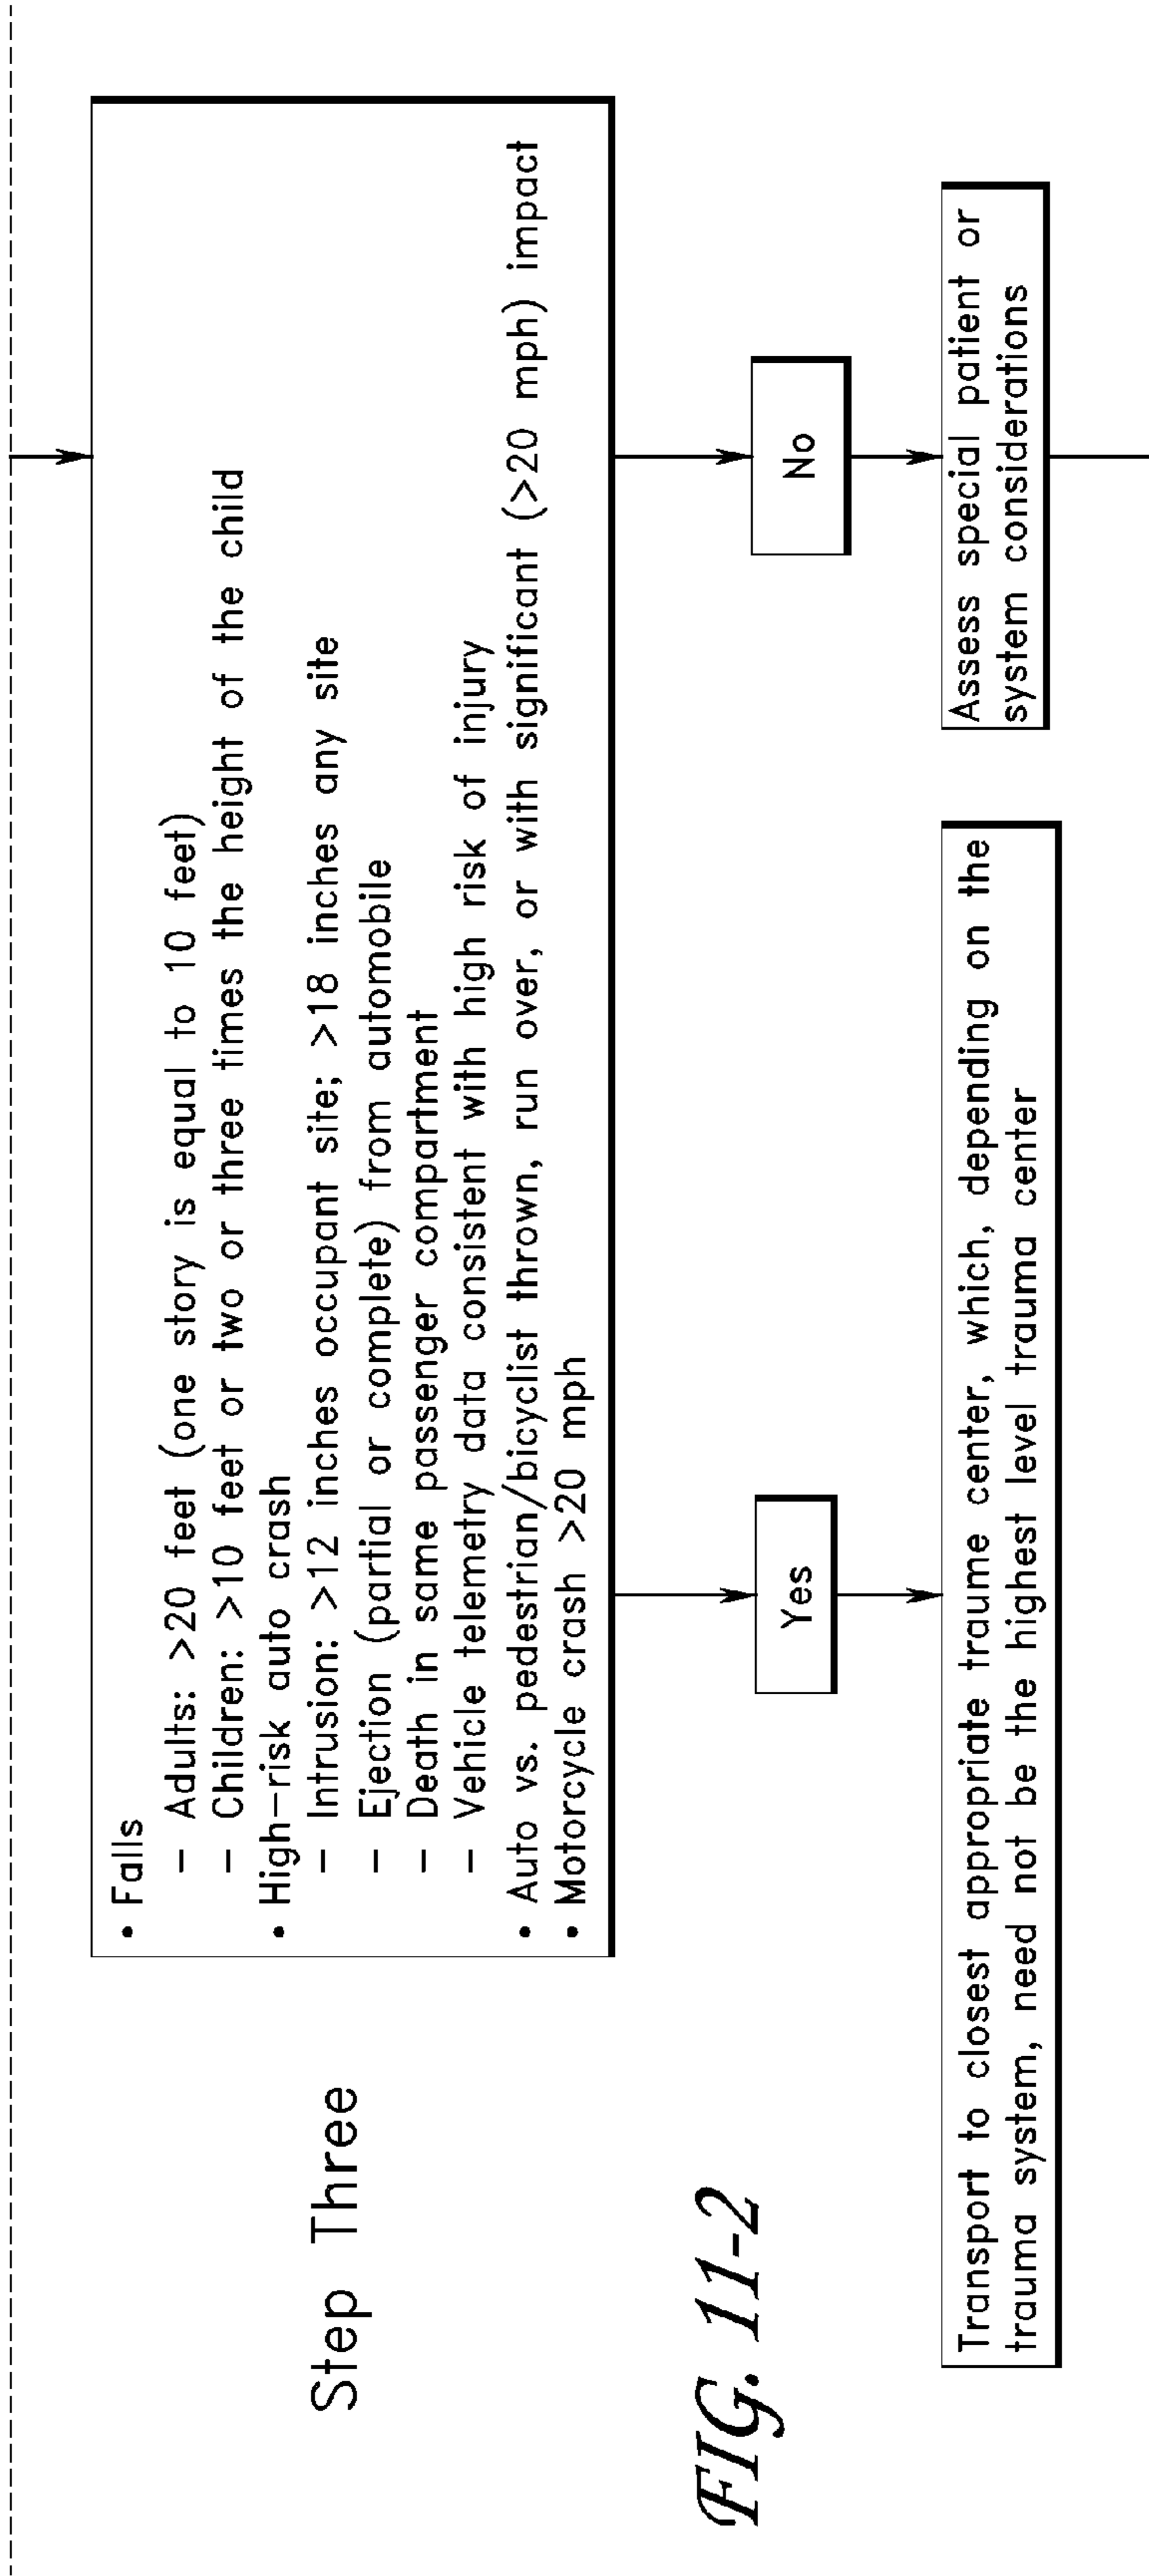 • Falls
– Adults: >20 feet (one story is equal to 10 feet)
– Children: >10 feet or two or three times the height of the child
• High–risk auto crash
– Intrusion: >12 inches occupant site; >18 inches any site
– Ejection (partial or complete) from automobile
– Death in same passenger compartment
– Vehicle telemetry data consistent with high risk of injury
• Auto vs. pedestrian/bicyclist thrown, run over, or with significant (>20 mph) impact
• Motorcycle crash >20 mph
Step Three
Yes
No
Transport to closest appropriate traume center, which, depending on the
trauma system, need not be the highest level trauma center
Assess special patient or
system considerations
FIG. 11-2